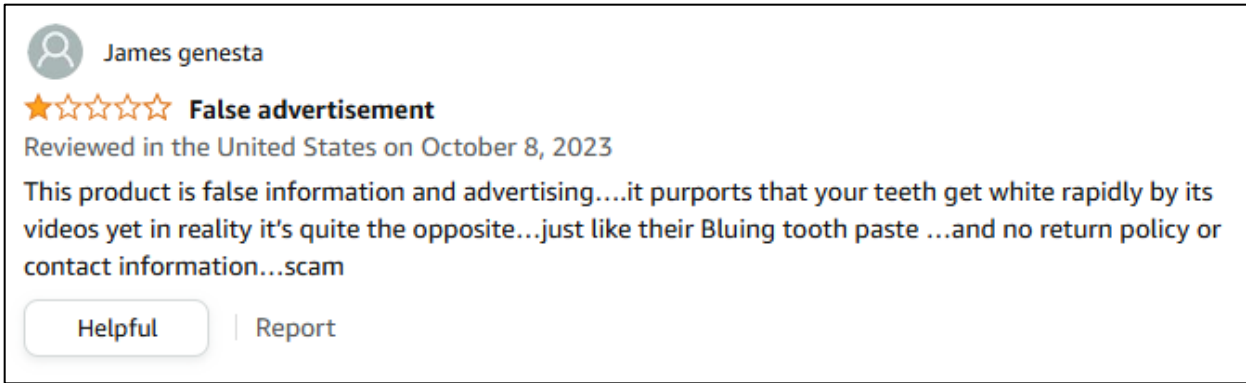 James genesta
False advertisement
Reviewed in the United States on October 8, 2023
This product is false information and advertising….it purports that your teeth get white rapidly by its
videos yet in reality it’s quite the opposite…just like their Bluing tooth paste …and no return policy or
contact information…scam
Helpful | Report